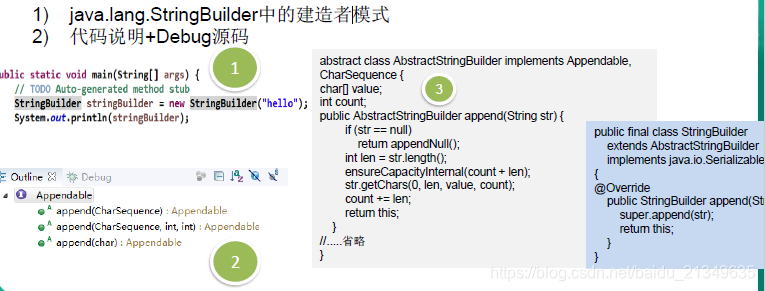 1) java.lang.StringBuilder中的建造者模式
2) 代码说明+Debug源码
1
public static void main(String[] args) {
// TODO Auto-generated method stub
StringBuilder stringBuilder = new StringBuilder("hello");
System.out.println(stringBuilder);
Outline
Debug
Appendable
append(CharSequence) : Appendable
append(CharSequence, int, int) : Appendable
append(char) : Appendable
2
abstract class AbstractStringBuilder implements Appendable,
CharSequence {
3
char[] value;
int count;
public AbstractStringBuilder append(String str) {
if (str == null)
return appendNull();
int len = str.length();
ensureCapacityInternal(count + len);
str.getChars(0, len, value, count);
count += len;
return this;
}
//.....省略
}
public final class StringBuilder
extends AbstractStringBuilder
implements java.io.Serializable
{
@Override
public StringBuilder append(St
super.append(str);
return this;
}
}
https://blog.csdn.net/baidu_21349635